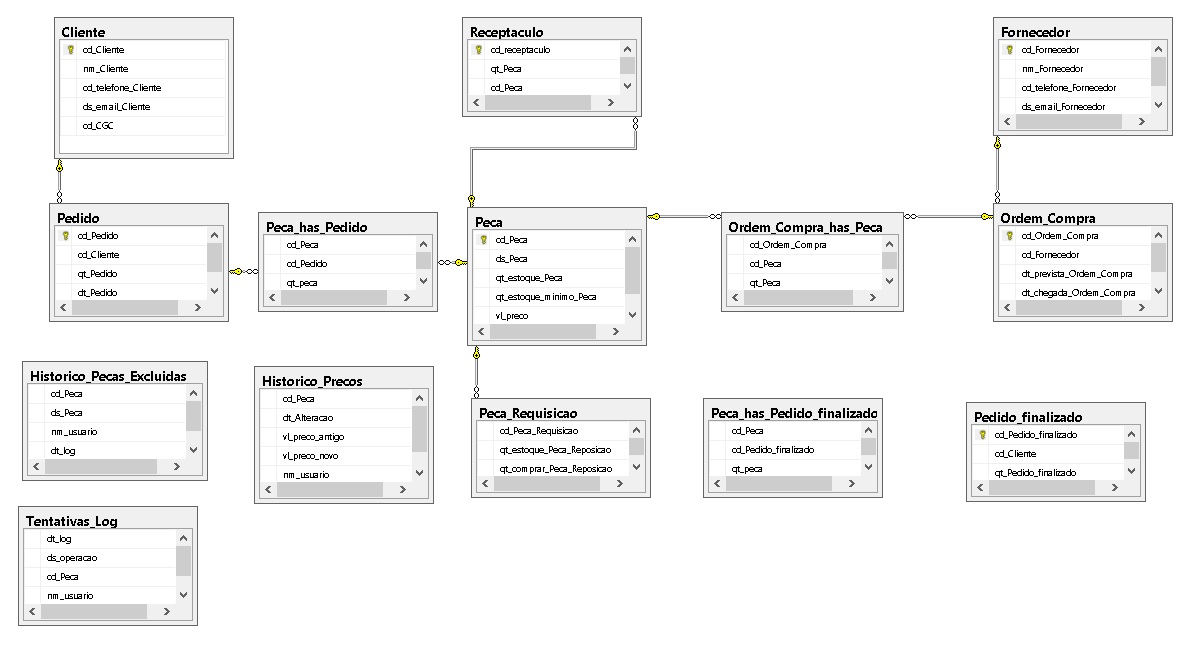 Cliente
cd_Cliente
nm_Cliente
cd_telefone_Cliente
ds_email_Cliente
cd_CGC
Receptaculo
cd_receptaculo
qt_Peca
cd_Peca
Fornecedor
cd_Fornecedor
nm_Fornecedor
cd_telefone_Fornecedor
ds_email_Fornecedor
Pedido
cd_Pedido
cd_Cliente
qt_Pedido
dt_Pedido
Peca_has_Pedido
cd_Peca
cd_Pedido
qt_peca
Peca
cd_Peca
ds_Peca
qt_estoque_Peca
qt_estoque_minimo_Peca
vl_preco
Ordem_Compra_has_Peca
cd_Ordem_Compra
cd_Peca
qt_Peca
Ordem_Compra
cd_Ordem_Compra
cd_Fornecedor
dt_prevista_Ordem_Compra
dt_chegada_Ordem_Compra
Historico_Pecas_Excluidas
cd_Peca
ds_Peca
nm_usuario
dt_log
Historico_Precos
cd_Peca
dt_Alteracao
vl_preco_antigo
vl_preco_novo
nm_usuario
Peca_Requisicao
cd_Peca_Requisicao
qt_estoque_Peca_Reposicao
qt_comprar_Peca_Reposicao
Peca_has_Pedido_finalizado
cd_Peca
cd_Pedido_finalizado
qt_peca
Pedido_finalizado
cd_Pedido_finalizado
cd_Cliente
qt_Pedido_finalizado
Tentativas_Log
dt_log
ds_operacao
cd_Peca
nm_usuario